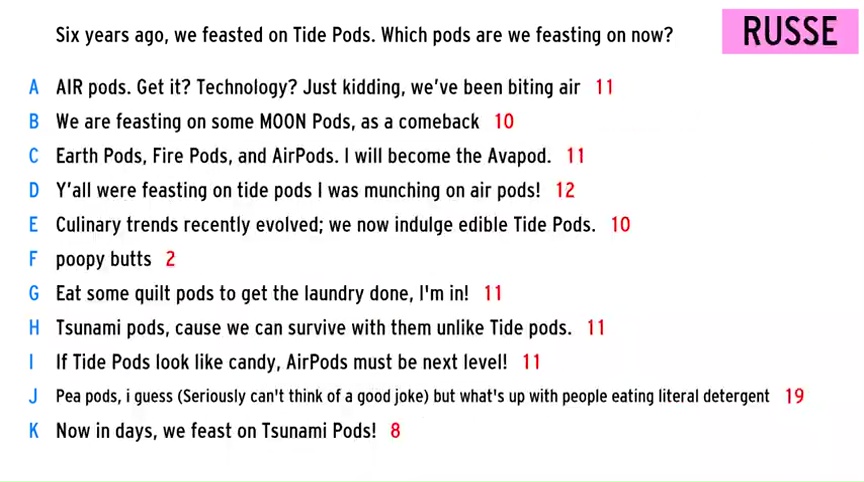 Six years ago, we feasted on Tide Pods. Which pods are we feasting on now?
RUSSE
A AIR pods. Get it? Technology? Just kidding, we've been biting air 11
B We are feasting on some MOON Pods, as a comeback 10
C Earth Pods, Fire Pods, and AirPods. I will become the Avapod. 11
D Y'all were feasting on tide pods I was munching on air pods! 12
E Culinary trends recently evolved; we now indulge edible Tide Pods. 10
F poopy butts 2
G Eat some quilt pods to get the laundry done, I'm in! 11
H Tsunami pods, cause we can survive with them unlike Tide pods. 11
I If Tide Pods look like candy, AirPods must be next level! 11
J Pea pods, i guess (Seriously can't think of a good joke) but what's up with people eating literal detergent 19
K Now in days, we feast on Tsunami Pods! 8